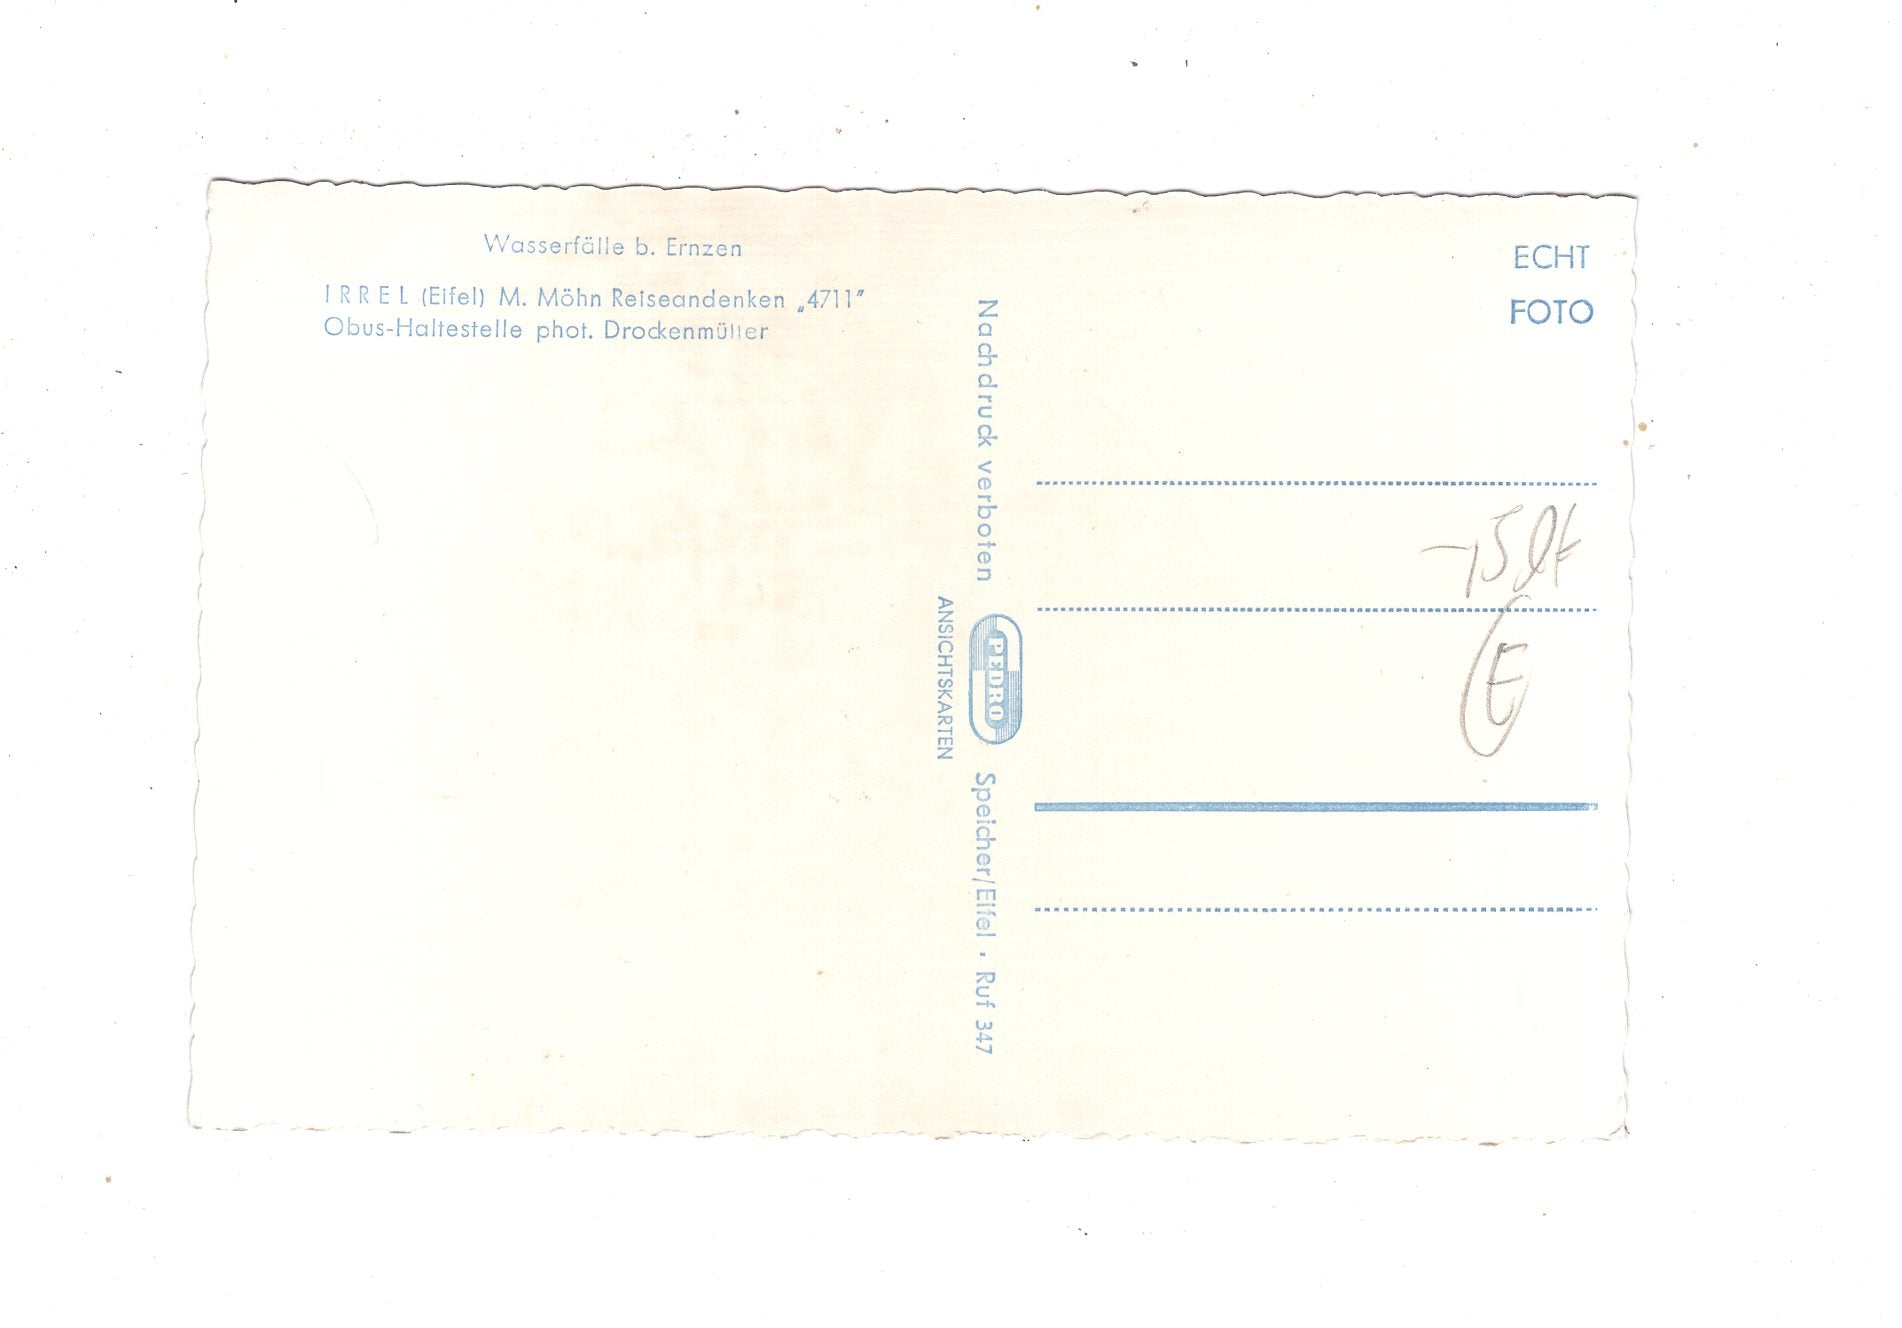 Wasserfälle b. Ernzen
IRREL (Eifel) M. Möhn Reiseandenken „4711”
Obus-Haltestelle phot. Drockenmüller
Nachdruck verboten
PEDRO
ANSICHTSKARTEN
Speicher/Eifel · Ruf 347
ECHT
FOTO
E